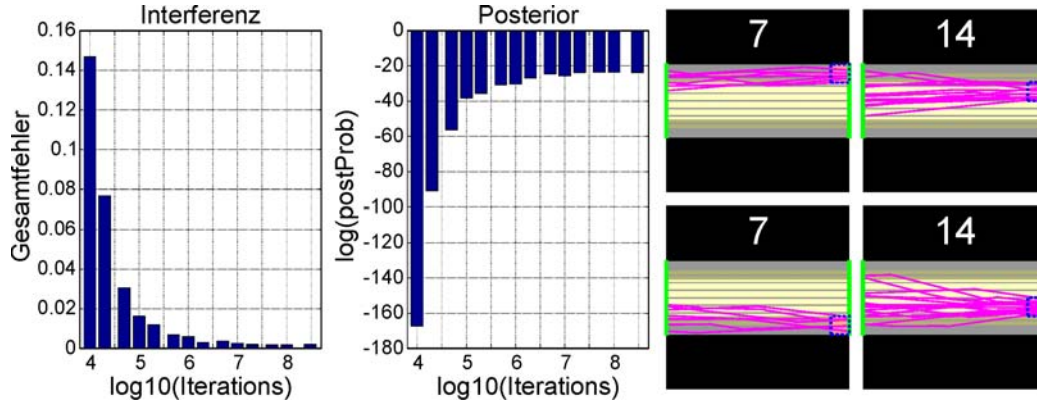 Interferenz
Gesamtfehler
0.16
0.14
0.12
0.1
0.08
0.06
0.04
0.02
0
4 5 6 7 8
log10(Iterations)
Posterior
log(postProb)
0
-20
-40
-60
-80
-100
-120
-140
-160
-180
4 5 6 7 8
log10(Iterations)
7 14
7 14